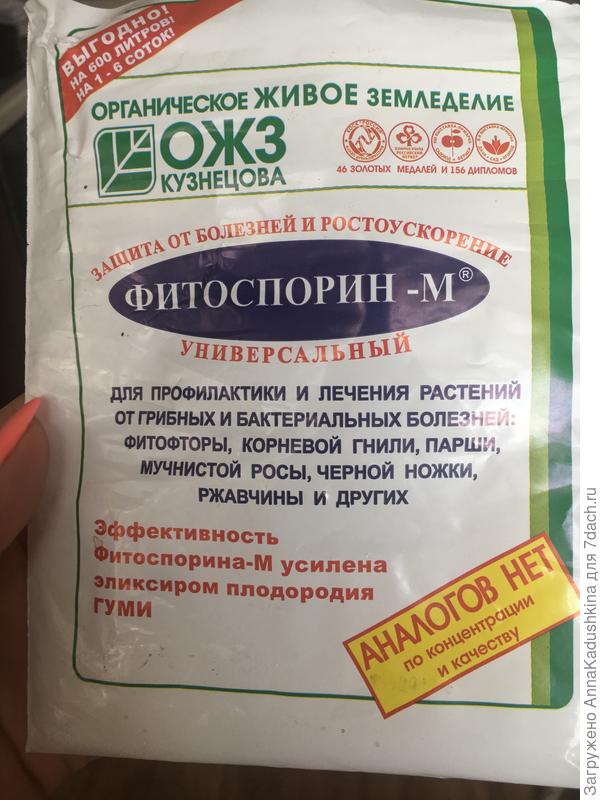 ВЫГОДНО!
НА 600 ЛИТРОВ!
НА 1 - 6 СОТОК!
ОРГАНИЧЕСКОЕ ЖИВОЕ ЗЕМЛЕДЕЛИЕ
ОЖЗ
КУЗНЕЦОВА
46 ЗОЛОТЫХ МЕДАЛЕЙ И 156 ДИПЛОМОВ
ЗАЩИТА ОТ БОЛЕЗНЕЙ И РОСТОУСКОРЕНИЕ
ФИТОСПОРИН -М®
УНИВЕРСАЛЬНЫЙ
ДЛЯ ПРОФИЛАКТИКИ И ЛЕЧЕНИЯ РАСТЕНИЙ
ОТ ГРИБНЫХ И БАКТЕРИАЛЬНЫХ БОЛЕЗНЕЙ:
ФИТОФТОРЫ, КОРНЕВОЙ ГНИЛИ, ПАРШИ,
МУЧНИСТОЙ РОСЫ, ЧЕРНОЙ НОЖКИ,
РЖАВЧИНЫ И ДРУГИХ
Эффективность
Фитоспорина-М усилена
эликсиром плодородия
ГУМИ
АНАЛОГОВ НЕТ
по концентрации
и качеству
Загружено AnnaKadushkina для 7dach.ru